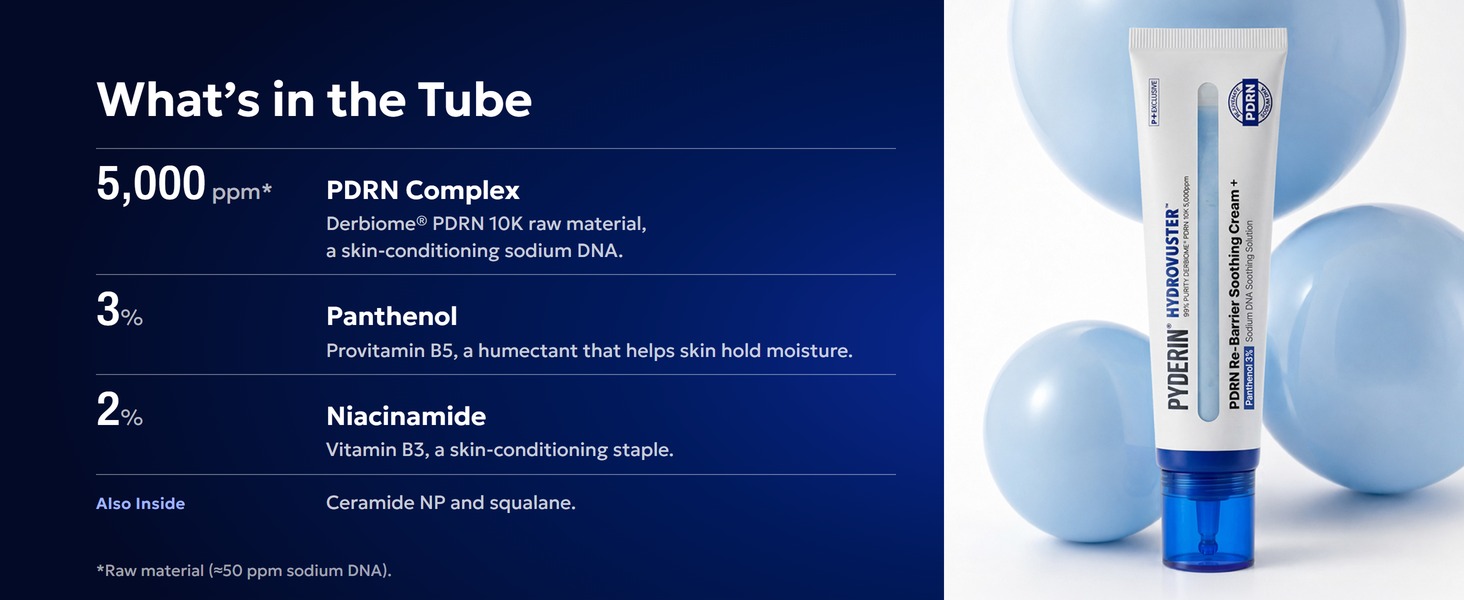 What's in the Tube
5,000 ppm*
PDRN Complex
Derbiome® PDRN 10K raw material,
a skin-conditioning sodium DNA.
3%
Panthenol
Provitamin B5, a humectant that helps skin hold moisture.
2%
Niacinamide
Vitamin B3, a skin-conditioning staple.
Also Inside
Ceramide NP and squalane.
*Raw material (≈50 ppm sodium DNA).
P+EXCLUSIVE
PDRN
SODIUM DNA
PYDERIN® HYDROVUSTER™
99% PURITY DERBIOME® PDRN 10K 5,000ppm
PDRN Re-Barrier Soothing Cream +
Panthenol 3% Sodium DNA Soothing Solution